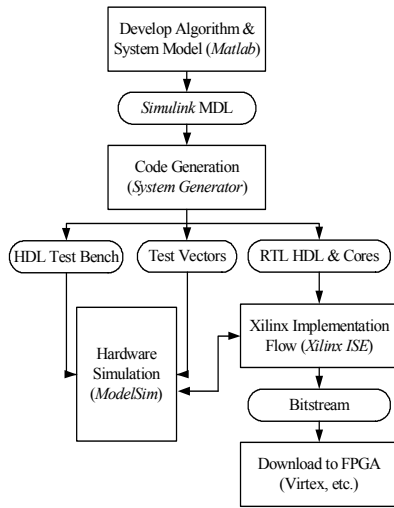 Develop Algorithm &
System Model (Matlab)
Simulink MDL
Code Generation
(System Generator)
HDL Test Bench
Test Vectors
RTL HDL & Cores
Hardware
Simulation
(ModelSim)
Xilinx Implementation
Flow (Xilinx ISE)
Bitstream
Download to FPGA
(Virtex, etc.)